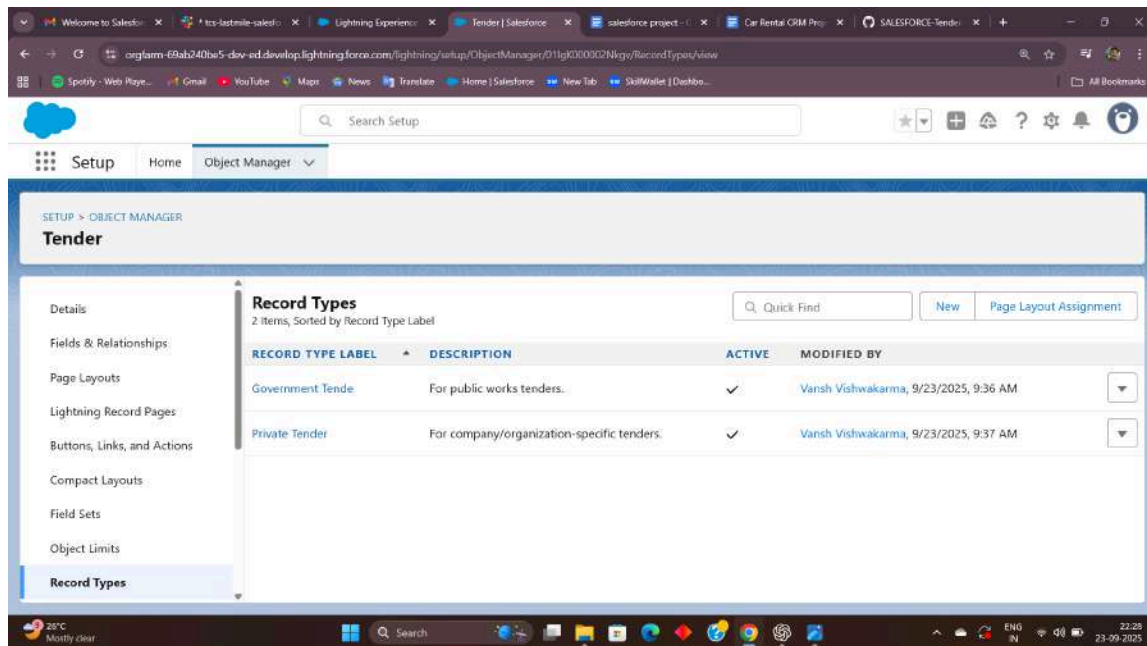 Welcome to Salesfo
* tcs-lastmile-salesfo
Lightning Experience
Tender | Salesforce
salesforce project -
Car Rental CRM Proj
SALESFORCE-Tender
orgfarm-69ab240be5-dev-ed.develop.lightning.force.com/lightning/setup/ObjectManager/01IgK000002Nkgy/RecordTypes/view
Spotify - Web Playe...
Gmail
YouTube
Maps
News
Translate
Home | Salesforce
New Tab
SkillWallet | Dashbo...
All Bookmarks
Search Setup
Setup
Home
Object Manager
SETUP > OBJECT MANAGER
Tender
Details
Fields & Relationships
Page Layouts
Lightning Record Pages
Buttons, Links, and Actions
Compact Layouts
Field Sets
Object Limits
Record Types
Record Types
2 Items, Sorted by Record Type Label
Quick Find
New
Page Layout Assignment
RECORD TYPE LABEL DESCRIPTION ACTIVE MODIFIED BY
Government Tende For public works tenders. Vansh Vishwakarma, 9/23/2025, 9:36 AM
Private Tender For company/organization-specific tenders. Vansh Vishwakarma, 9/23/2025, 9:37 AM
26°C
Mostly clear
Search
ENG
IN
22:28
23-09-2025